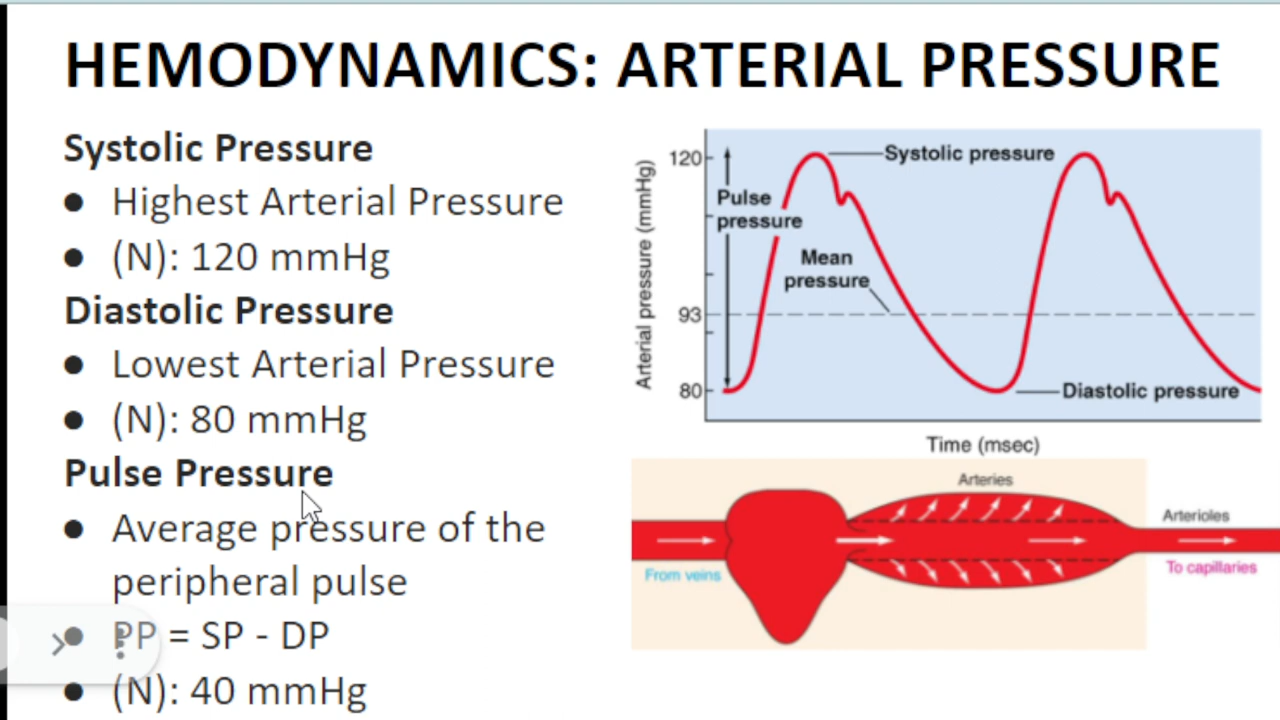 HEMODYNAMICS: ARTERIAL PRESSURE
Systolic Pressure
● Highest Arterial Pressure
● (N): 120 mmHg
Diastolic Pressure
● Lowest Arterial Pressure
● (N): 80 mmHg
Pulse Pressure
● Average pressure of the
peripheral pulse
● PP = SP - DP
● (N): 40 mmHg
Arterial pressure (mmHg)
120
93
80
Systolic pressure
Pulse
pressure
Mean
pressure
Diastolic pressure
Time (msec)
Arteries
Arterioles
From veins
To capillaries